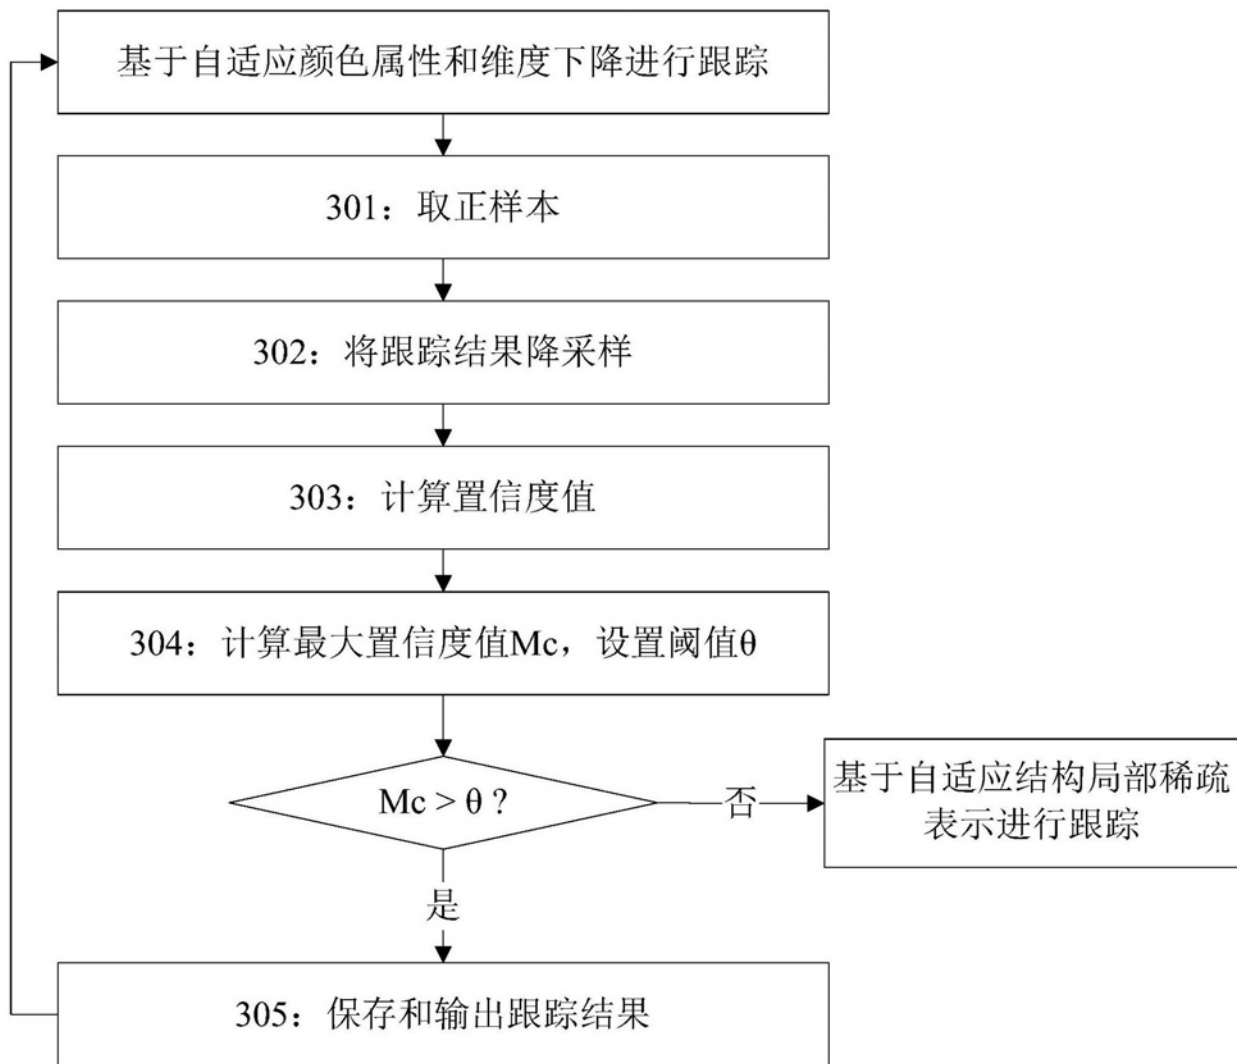 基于自适应颜色属性和维度下降进行跟踪
301：取正样本
302：将跟踪结果降采样
303：计算置信度值
304：计算最大置信度值Mc，设置阈值θ
Mc > θ ?
否
基于自适应结构局部稀疏
表示进行跟踪
是
305：保存和输出跟踪结果